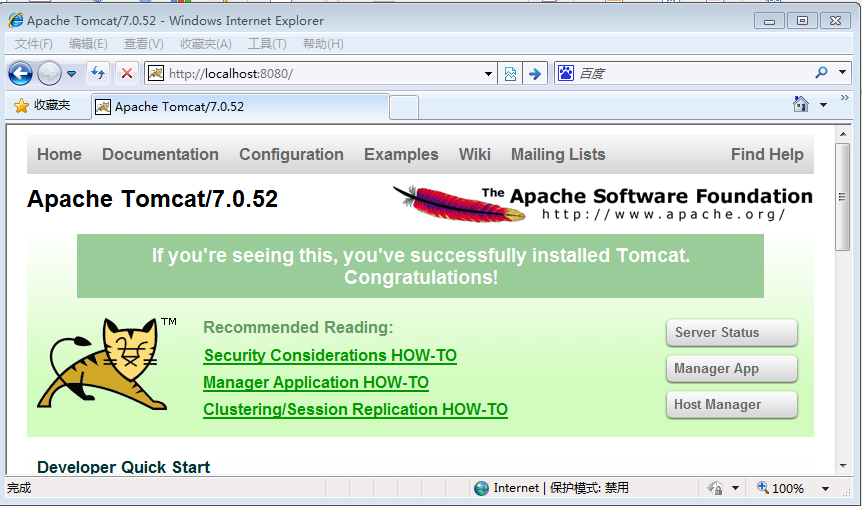 Apache Tomcat/7.0.52 - Windows Internet Explorer
文件(F) 编辑(E) 查看(V) 收藏夹(A) 工具(T) 帮助(H)
http://localhost:8080/ 百度
收藏夹 Apache Tomcat/7.0.52
Home Documentation Configuration Examples Wiki Mailing Lists Find Help
Apache Tomcat/7.0.52
The Apache Software Foundation
http://www.apache.org/
If you're seeing this, you've successfully installed Tomcat.
Congratulations!
TM
Recommended Reading:
Security Considerations HOW-TO
Manager Application HOW-TO
Clustering/Session Replication HOW-TO
Server Status
Manager App
Host Manager
Developer Quick Start
完成 Internet | 保护模式: 禁用 100%